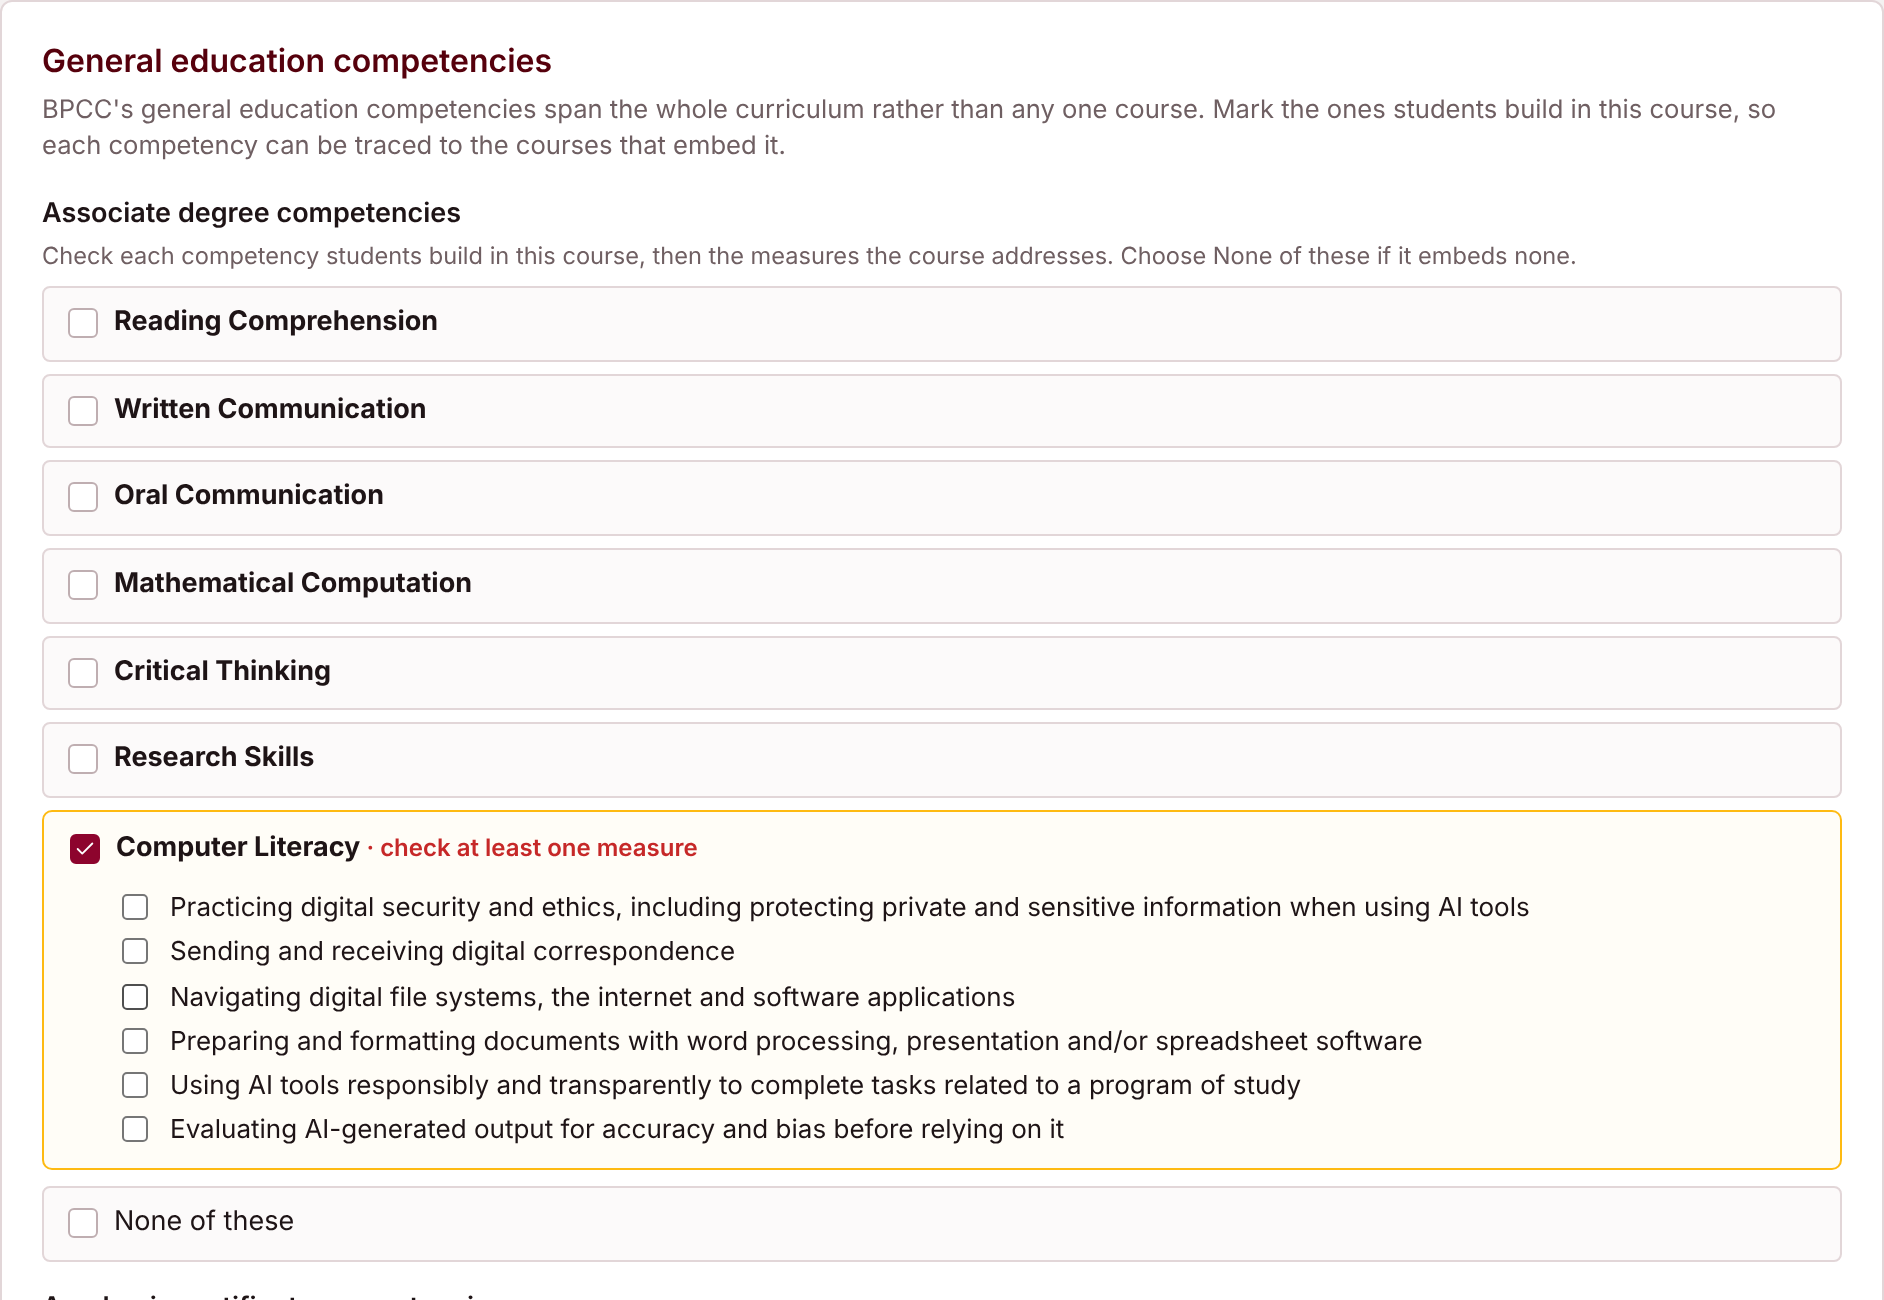 General education competencies
BPCC's general education competencies span the whole curriculum rather than any one course. Mark the ones students build in this course, so
each competency can be traced to the courses that embed it.
Associate degree competencies
Check each competency students build in this course, then the measures the course addresses. Choose None of these if it embeds none.
Reading Comprehension
Written Communication
Oral Communication
Mathematical Computation
Critical Thinking
Research Skills
Computer Literacy · check at least one measure
Practicing digital security and ethics, including protecting private and sensitive information when using AI tools
Sending and receiving digital correspondence
Navigating digital file systems, the internet and software applications
Preparing and formatting documents with word processing, presentation and/or spreadsheet software
Using AI tools responsibly and transparently to complete tasks related to a program of study
Evaluating AI-generated output for accuracy and bias before relying on it
None of these